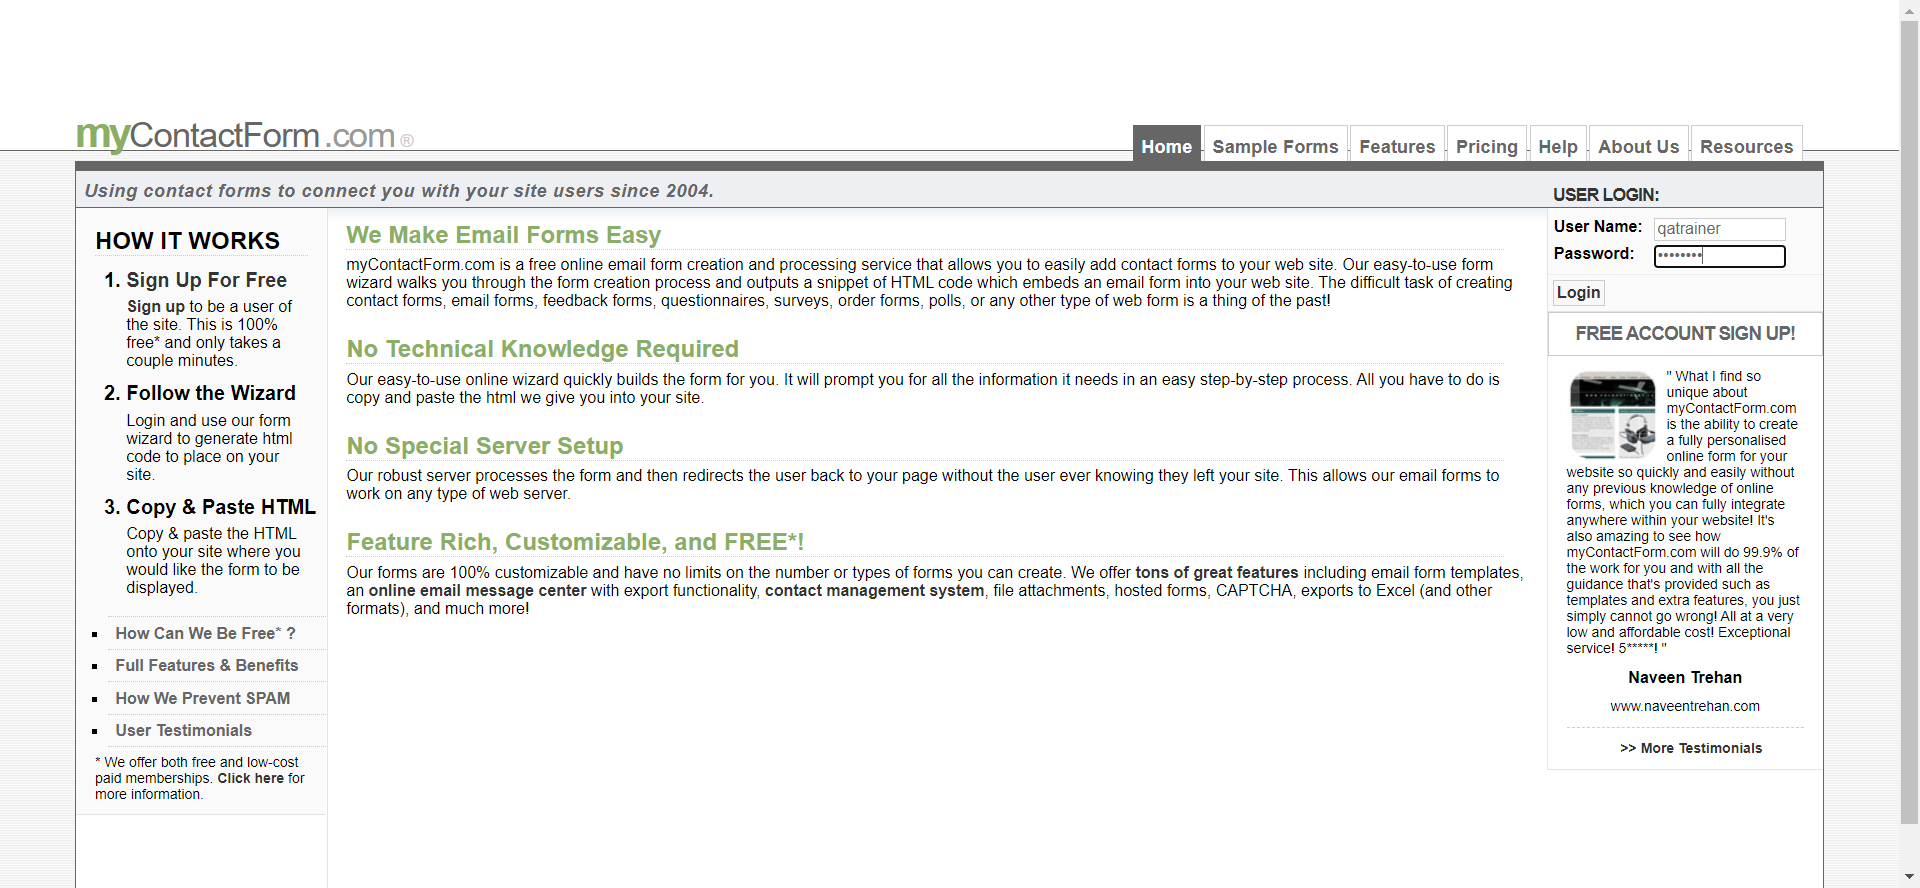 myContactForm.com®
Home Sample Forms Features Pricing Help About Us Resources
Using contact forms to connect you with your site users since 2004.
HOW IT WORKS
1. Sign Up For Free
Sign up to be a user of
the site. This is 100%
free* and only takes a
couple minutes.
2. Follow the Wizard
Login and use our form
wizard to generate html
code to place on your
site.
3. Copy & Paste HTML
Copy & paste the HTML
onto your site where you
would like the form to be
displayed.
How Can We Be Free* ?
Full Features & Benefits
How We Prevent SPAM
User Testimonials
* We offer both free and low-cost
paid memberships. Click here for
more information.
We Make Email Forms Easy
myContactForm.com is a free online email form creation and processing service that allows you to easily add contact forms to your web site. Our easy-to-use form
wizard walks you through the form creation process and outputs a snippet of HTML code which embeds an email form into your web site. The difficult task of creating
contact forms, email forms, feedback forms, questionnaires, surveys, order forms, polls, or any other type of web form is a thing of the past!
No Technical Knowledge Required
Our easy-to-use online wizard quickly builds the form for you. It will prompt you for all the information it needs in an easy step-by-step process. All you have to do is
copy and paste the html we give you into your site.
No Special Server Setup
Our robust server processes the form and then redirects the user back to your page without the user ever knowing they left your site. This allows our email forms to
work on any type of web server.
Feature Rich, Customizable, and FREE*!
Our forms are 100% customizable and have no limits on the number or types of forms you can create. We offer tons of great features including email form templates,
an online email message center with export functionality, contact management system, file attachments, hosted forms, CAPTCHA, exports to Excel (and other
formats), and much more!
USER LOGIN:
User Name: qatrainer
Password: ••••••••
Login
FREE ACCOUNT SIGN UP!
" What I find so
unique about
myContactForm.com
is the ability to create
a fully personalised
online form for your
website so quickly and easily without
any previous knowledge of online
forms, which you can fully integrate
anywhere within your website! It's
also amazing to see how
myContactForm.com will do 99.9% of
the work for you and with all the
guidance that's provided such as
templates and extra features, you just
simply cannot go wrong! All at a very
low and affordable cost! Exceptional
service! 5*****! "
Naveen Trehan
www.naveentrehan.com
>> More Testimonials